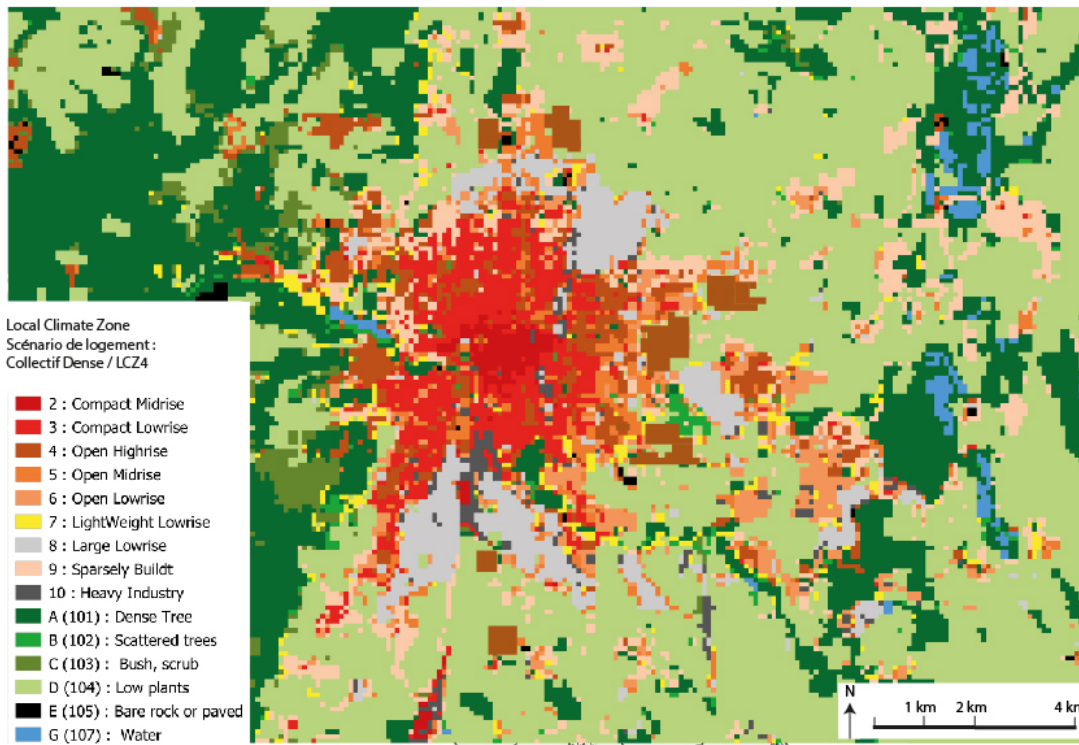 Local Climate Zone
Scénario de logement :
Collectif Dense / LCZ4
2 : Compact Midrise
3 : Compact Lowrise
4 : Open Highrise
5 : Open Midrise
6 : Open Lowrise
7 : LightWeight Lowrise
8 : Large Lowrise
9 : Sparsely Buildt
10 : Heavy Industry
A (101) : Dense Tree
B (102) : Scattered trees
C (103) : Bush, scrub
D (104) : Low plants
E (105) : Bare rock or paved
G (107) : Water
N
1 km 2 km 4 km